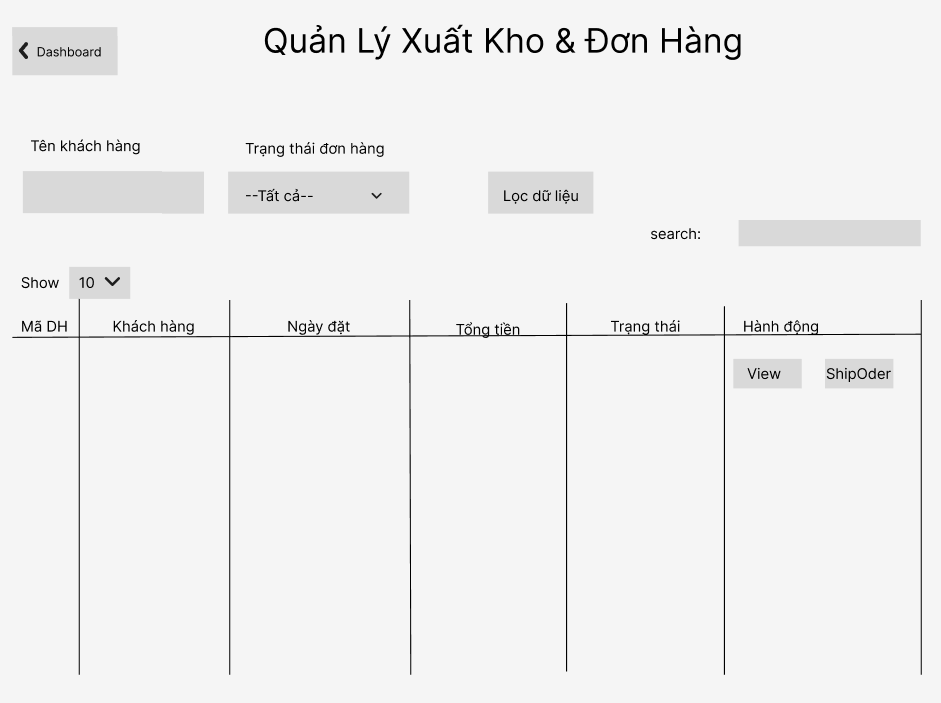 Quản Lý Xuất Kho & Đơn Hàng
Dashboard
Tên khách hàng
Trạng thái đơn hàng
--Tất cả--
Lọc dữ liệu
search:
Show 10
Mã DH Khách hàng Ngày đặt Tổng tiền Trạng thái Hành động
View ShipOder